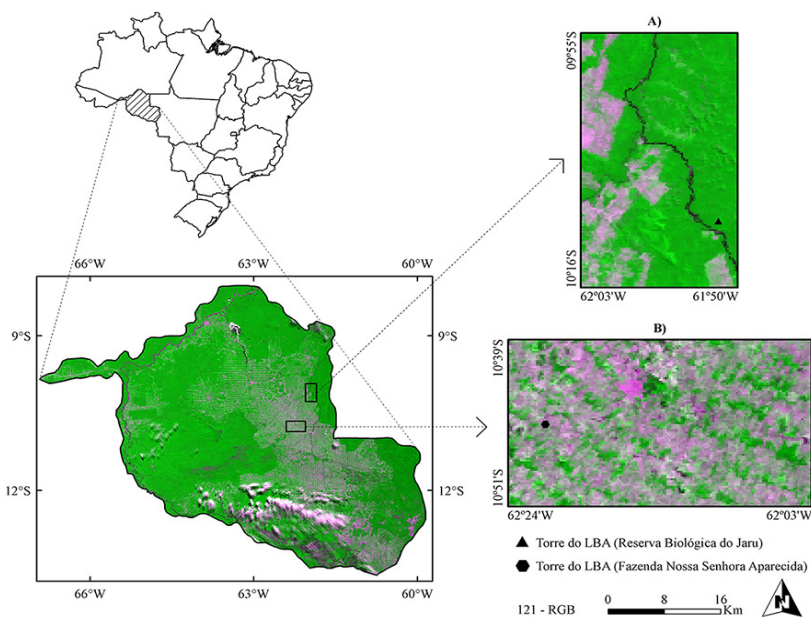 A)
09°55'S
10°16'S
62°03'W
61°50'W
66°W
63°W
60°W
9°S
9°S
12°S
12°S
66°W
63°W
60°W
B)
10°39'S
10°51'S
62°24'W
62°03'W
Torre do LBA (Reserva Biológica do Jaru)
Torre do LBA (Fazenda Nossa Senhora Aparecida)
121 - RGB
0
8
16
Km
N